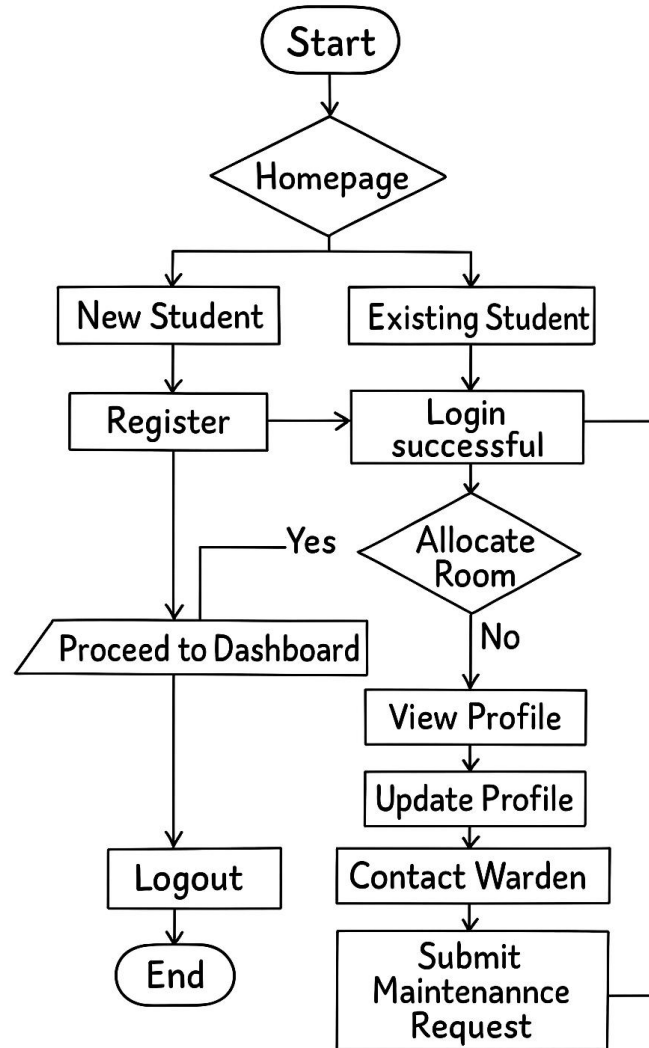 Start
Homepage
New Student
Existing Student
Register
Login
successful
Yes
Allocate
Room
No
Proceed to Dashboard
View Profile
Update Profile
Logout
Contact Warden
End
Submit
Maintenannce
Request